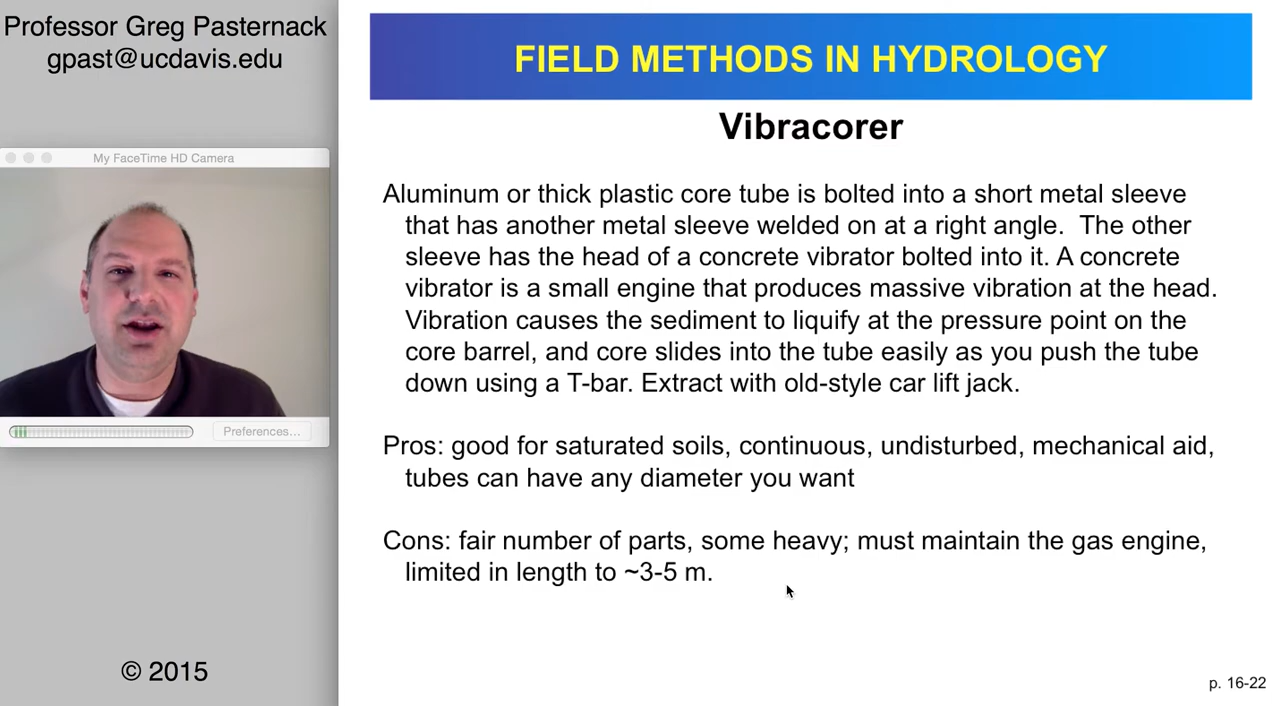 Professor Greg Pasternack
gpast@ucdavis.edu
My FaceTime HD Camera
Preferences...
© 2015
FIELD METHODS IN HYDROLOGY
Vibracorer
Aluminum or thick plastic core tube is bolted into a short metal sleeve
that has another metal sleeve welded on at a right angle.  The other
sleeve has the head of a concrete vibrator bolted into it. A concrete
vibrator is a small engine that produces massive vibration at the head.
Vibration causes the sediment to liquify at the pressure point on the
core barrel, and core slides into the tube easily as you push the tube
down using a T-bar. Extract with old-style car lift jack.
Pros: good for saturated soils, continuous, undisturbed, mechanical aid,
tubes can have any diameter you want
Cons: fair number of parts, some heavy; must maintain the gas engine,
limited in length to ~3-5 m.
p. 16-22